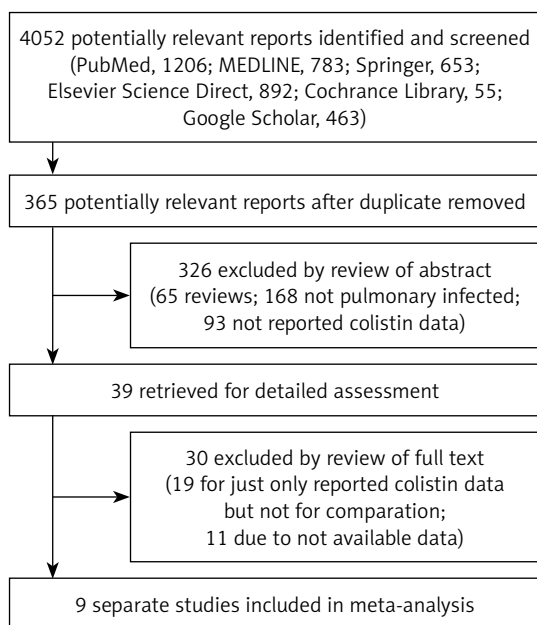 4052 potentially relevant reports identified and screened
(PubMed, 1206; MEDLINE, 783; Springer, 653;
Elsevier Science Direct, 892; Cochrance Library, 55;
Google Scholar, 463)
365 potentially relevant reports after duplicate removed
326 excluded by review of abstract
(65 reviews; 168 not pulmonary infected;
93 not reported colistin data)
39 retrieved for detailed assessment
30 excluded by review of full text
(19 for just only reported colistin data
but not for comparation;
11 due to not available data)
9 separate studies included in meta-analysis